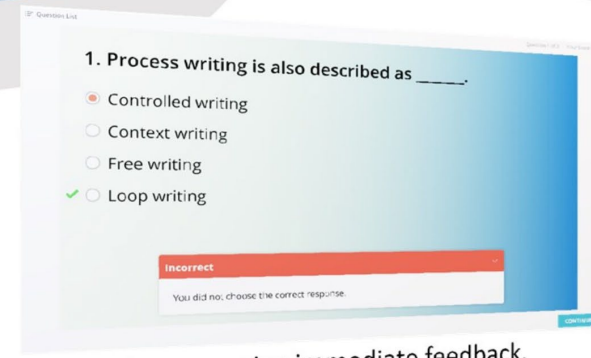 Question List
1. Process writing is also described as _____.
Controlled writing
Context writing
Free writing
Loop writing
Incorrect
You did not choose the correct response.
CONTINUE
immediate feedback.